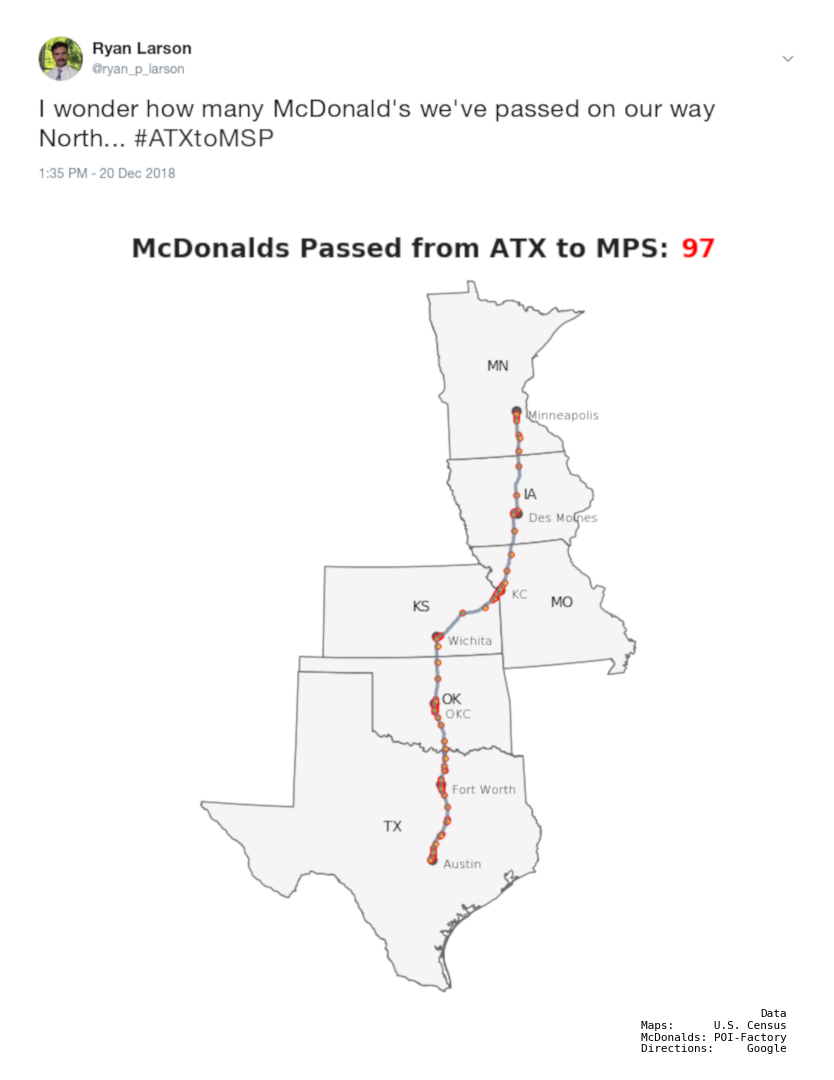 Ryan Larson
@ryan_p_larson
I wonder how many McDonald's we've passed on our way
North... #ATXtoMSP
1:35 PM - 20 Dec 2018
McDonalds Passed from ATX to MPS: 97
MN
Minneapolis
IA
Des Moines
KC
MO
KS
Wichita
OK
OKC
Fort Worth
TX
Austin
Data
Maps: U.S. Census
McDonalds: POI-Factory
Directions: Google